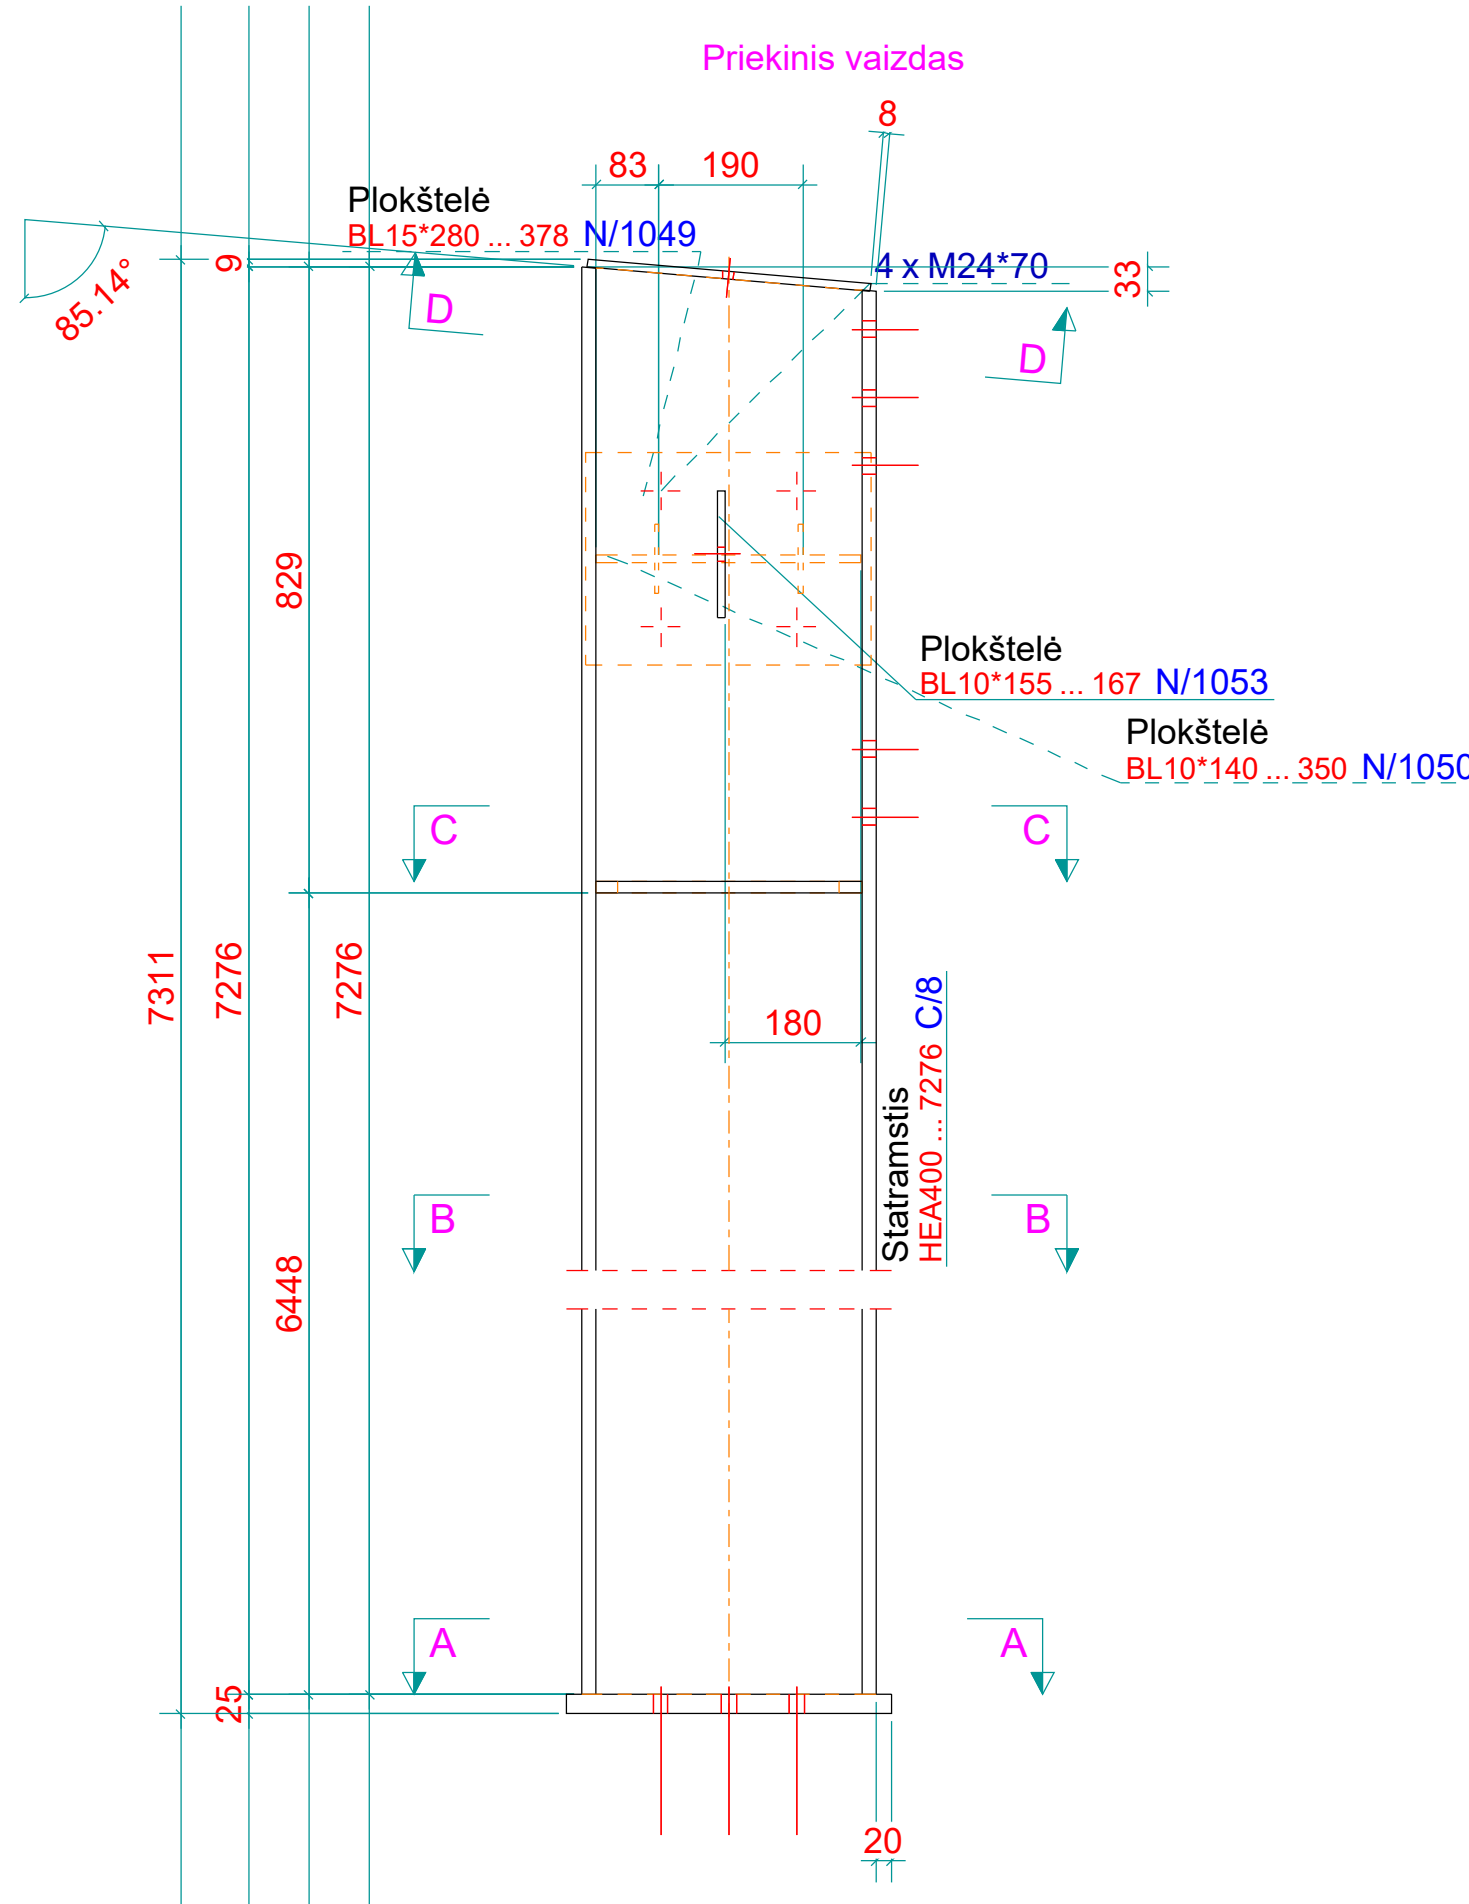 Priekinis vaizdas
8
83
190
Plokštelė
BL15*280 ... 378 N/1049
9
85.14°
D
4 x M24*70
33
D
829
Plokštelė
BL10*155 ... 167 N/1053
Plokštelė
BL10*140 ... 350 N/1050
C
C
7311
7276
7276
180
Statramstis
HEA400 ... 7276 C/8
B
B
6448
A
A
25
20